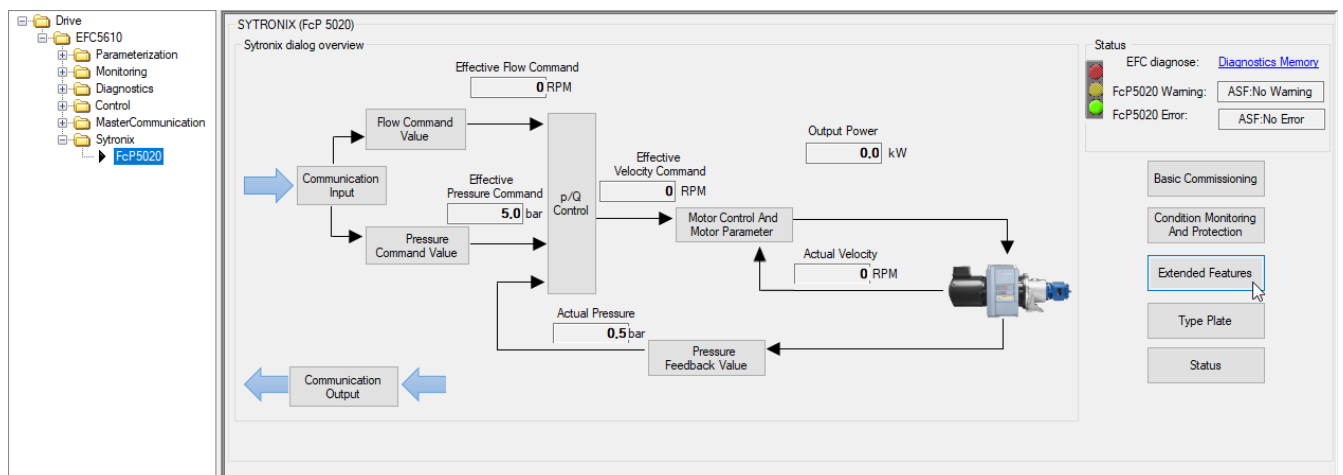 Drive
EFC5610
Parameterization
Monitoring
Diagnostics
Control
MasterCommunication
Sytronix
FcP5020
SYTRONIX (FcP 5020)
Sytronix dialog overview
Effective Flow Command
0 RPM
Flow Command
Value
Communication
Input
Effective
Pressure Command
5.0 bar
Pressure
Command Value
p/Q
Control
Effective
Velocity Command
0 RPM
Output Power
0.0 kW
Motor Control And
Motor Parameter
Actual Velocity
0 RPM
Actual Pressure
0.5 bar
Pressure
Feedback Value
Communication
Output
Status
EFC diagnose: Diagnostics Memory
FcP5020 Warning: ASF:No Warning
FcP5020 Error: ASF:No Error
Basic Commissioning
Condition Monitoring
And Protection
Extended Features
Type Plate
Status